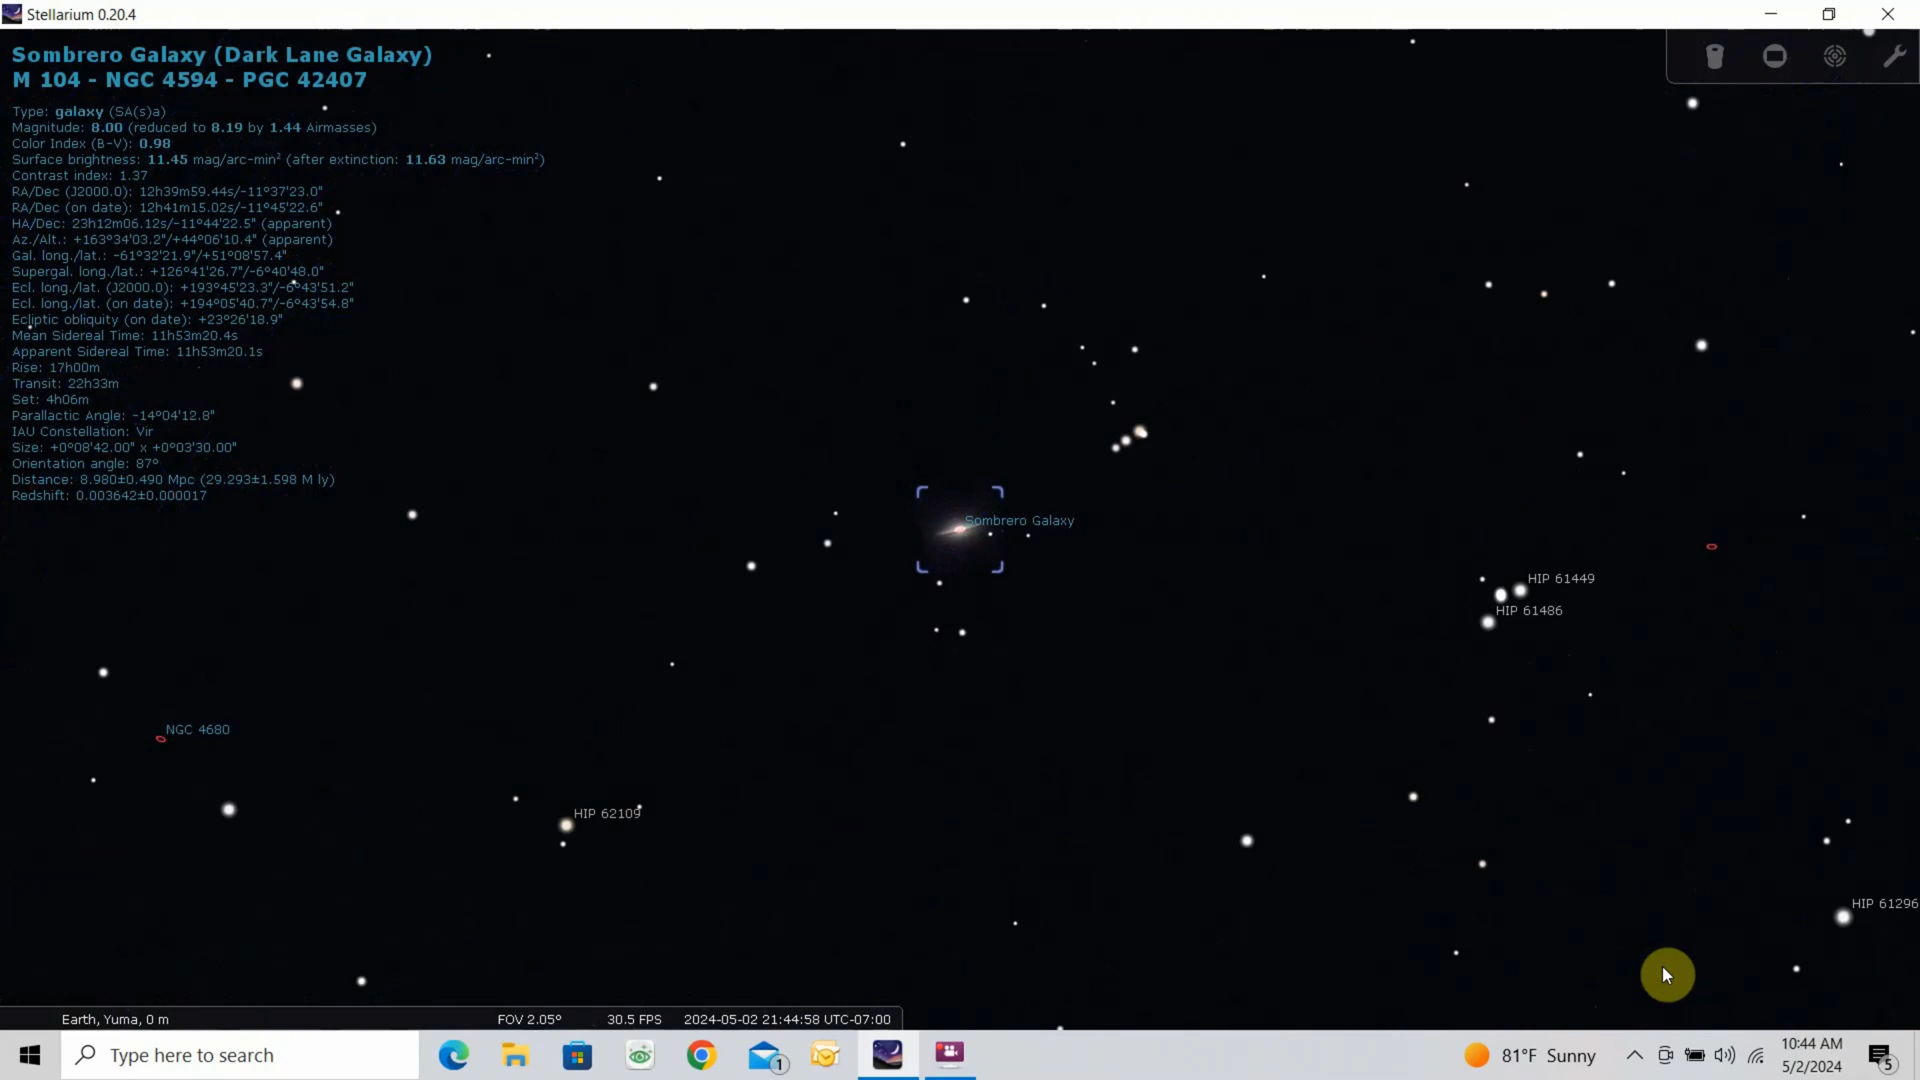 Stellarium 0.20.4
Sombrero Galaxy (Dark Lane Galaxy)
M 104 - NGC 4594 - PGC 42407
Type: galaxy (SA(s)a)
Magnitude: 8.00 (reduced to 8.19 by 1.44 Airmasses)
Color Index (B-V): 0.98
Surface brightness: 11.45 mag/arc-min² (after extinction: 11.63 mag/arc-min²)
Contrast index: 1.37
RA/Dec (J2000.0): 12h39m59.44s/-11°37'23.0"
RA/Dec (on date): 12h41m15.02s/-11°45'22.6"
HA/Dec: 23h12m06.12s/-11°44'22.5" (apparent)
Az./Alt.: +163°34'03.2"/+44°06'10.4" (apparent)
Gal. long./lat.: -61°32'21.9"/+51°08'57.4"
Supergal. long./lat.: +126°41'26.7"/-6°40'48.0"
Ecl. long./lat. (J2000.0): +193°45'23.3"/-6°43'51.2"
Ecl. long./lat. (on date): +194°05'40.7"/-6°43'54.8"
Ecliptic obliquity (on date): +23°26'18.9"
Mean Sidereal Time: 11h53m20.4s
Apparent Sidereal Time: 11h53m20.1s
Rise: 17h00m
Transit: 22h33m
Set: 4h06m
Parallactic Angle: -14°04'12.8"
IAU Constellation: Vir
Size: +0°08'42.00" x +0°03'30.00"
Orientation angle: 87°
Distance: 8.980±0.490 Mpc (29.293±1.598 M ly)
Redshift: 0.003642±0.000017
Sombrero Galaxy
HIP 61449
HIP 61486
NGC 4680
HIP 62109
HIP 61296
Earth, Yuma, 0 m
FOV 2.05°
30.5 FPS
2024-05-02 21:44:58 UTC-07:00
Type here to search
1
81°F Sunny
10:44 AM
5/2/2024
5